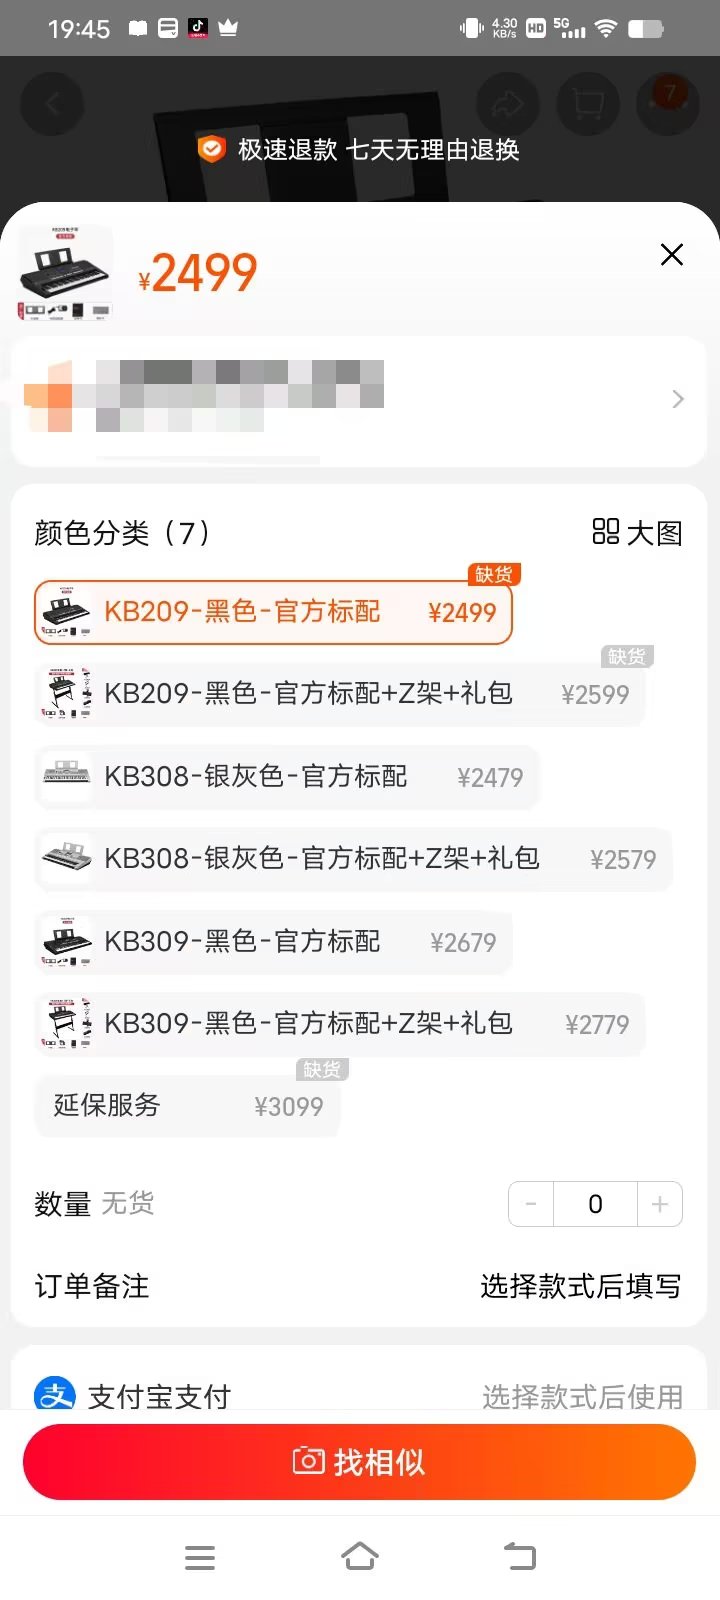 19:45 4.30 KB/s HD 5G
7
极速退款 七天无理由退换
¥2499
颜色分类（7） 大图
缺货
KB209-黑色-官方标配 ¥2499
缺货
KB209-黑色-官方标配+Z架+礼包 ¥2599
KB308-银灰色-官方标配 ¥2479
KB308-银灰色-官方标配+Z架+礼包 ¥2579
KB309-黑色-官方标配 ¥2679
KB309-黑色-官方标配+Z架+礼包 ¥2779
缺货
延保服务 ¥3099
数量 无货 - 0 +
订单备注 选择款式后填写
支 支付宝支付 选择款式后使用
找相似